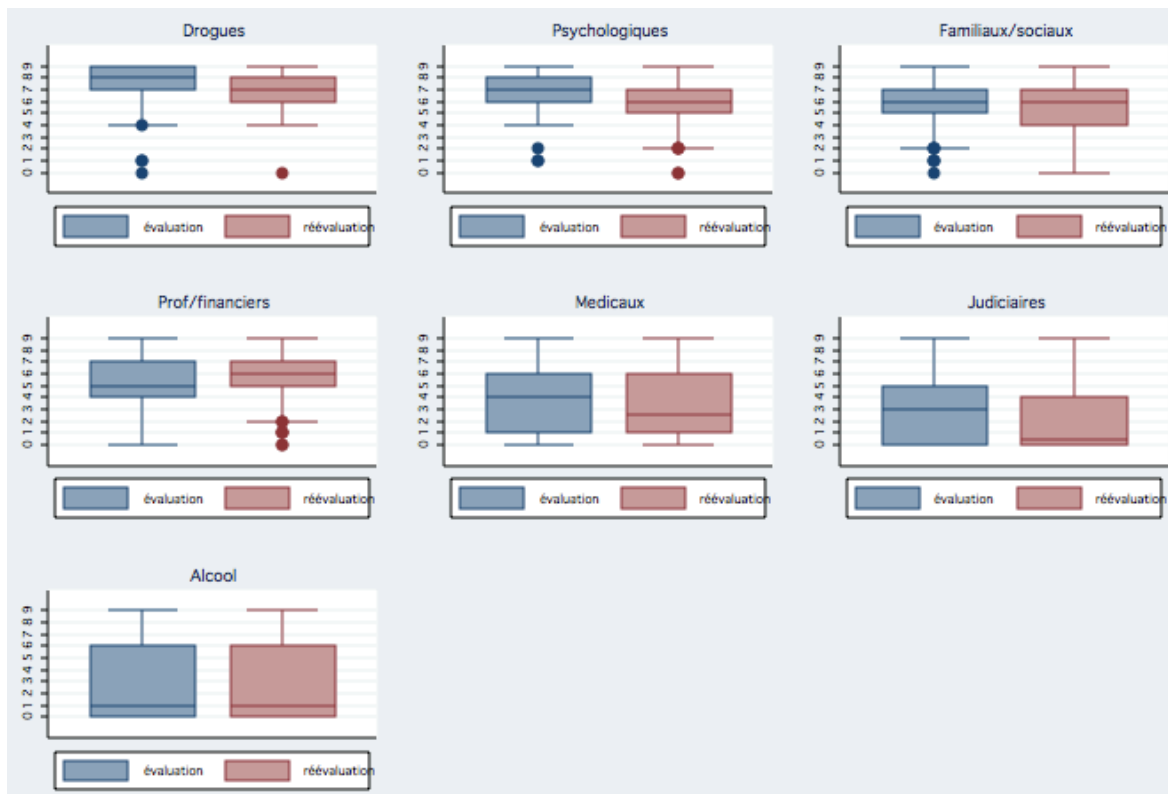 Drogues
Psychologiques
Familiaux/sociaux
0 1 2 3 4 5 6 7 8 9
0 1 2 3 4 5 6 7 8 9
0 1 2 3 4 5 6 7 8 9
évaluation réévaluation
évaluation réévaluation
évaluation réévaluation
Prof/financiers
Medicaux
Judiciaires
0 1 2 3 4 5 6 7 8 9
0 1 2 3 4 5 6 7 8 9
0 1 2 3 4 5 6 7 8 9
évaluation réévaluation
évaluation réévaluation
évaluation réévaluation
Alcool
0 1 2 3 4 5 6 7 8 9
évaluation réévaluation